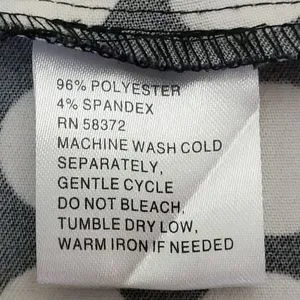 96% POLYESTER
4% SPANDEX
RN 58372
MACHINE WASH COLD
SEPARATELY,
GENTLE CYCLE
DO NOT BLEACH,
TUMBLE DRY LOW,
WARM IRON IF NEEDED